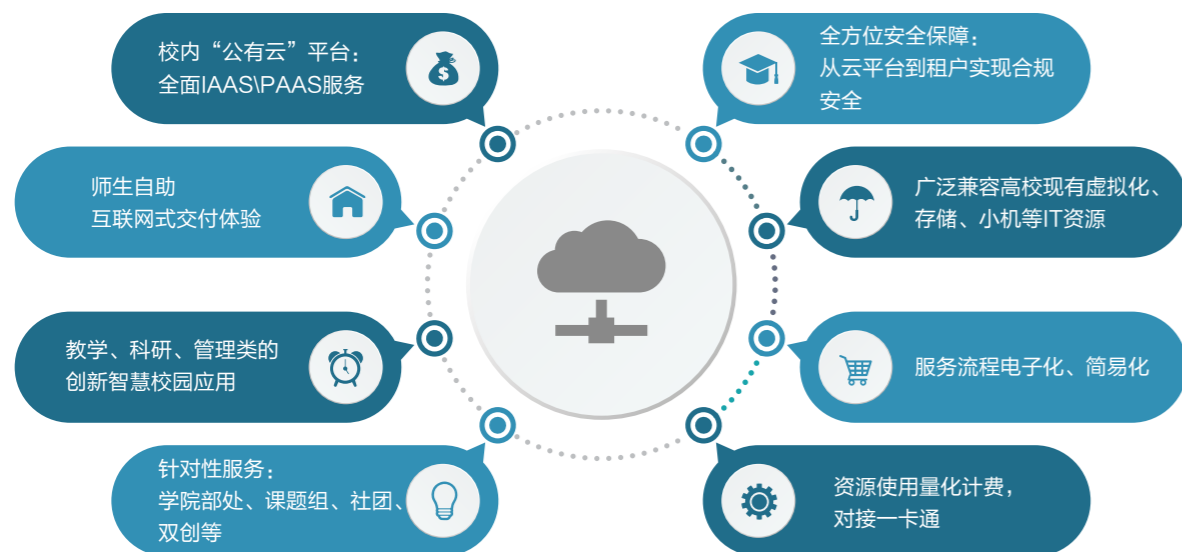 校内“公有云”平台：
全面IAAS\PAAS服务
师生自助
互联网式交付体验
教学、科研、管理类的
创新智慧校园应用
针对性服务：
学院部处、课题组、社团、
双创等
全方位安全保障：
从云平台到租户实现合规
安全
广泛兼容高校现有虚拟化、
存储、小机等IT资源
服务流程电子化、简易化
资源使用量化计费，
对接一卡通
$